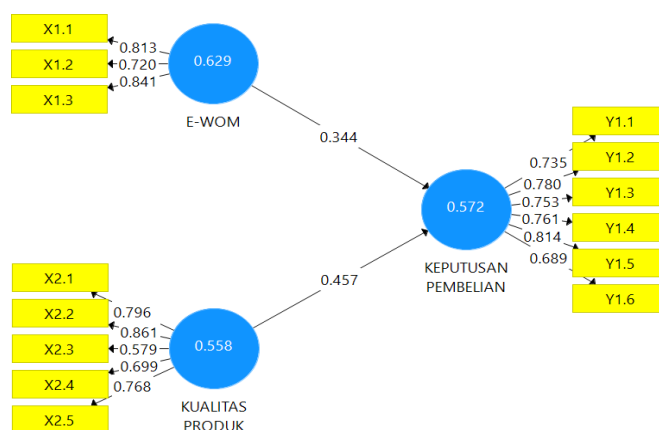 X1.1
X1.2
X1.3
0.813
0.720
0.841
0.629
E-WOM
0.344
X2.1
X2.2
X2.3
X2.4
X2.5
0.796
0.861
0.579
0.699
0.768
0.558
KUALITAS
PRODUK
0.457
0.572
KEPUTUSAN
PEMBELIAN
0.735
0.780
0.753
0.761
0.814
0.689
Y1.1
Y1.2
Y1.3
Y1.4
Y1.5
Y1.6